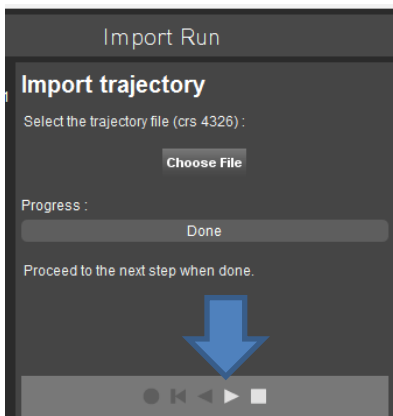 Import Run
1
Import trajectory
Select the trajectory file (crs 4326) :
Choose File
Progress :
Done
Proceed to the next step when done.